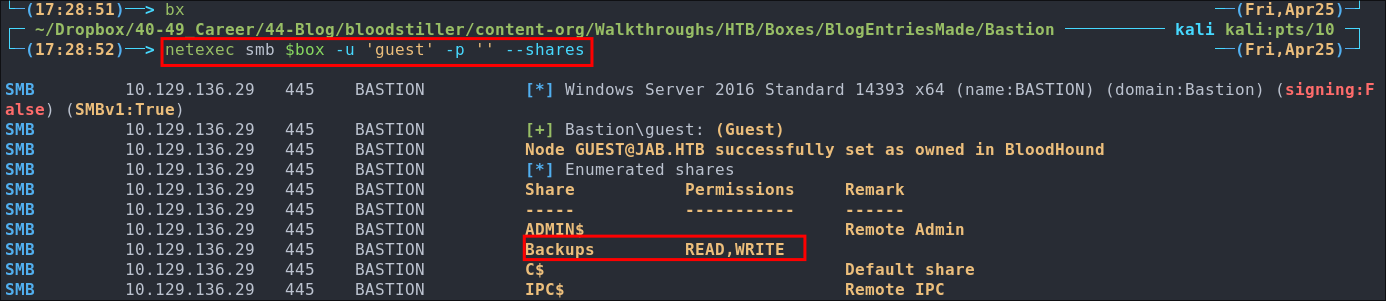 (17:28:51)──> bx (Fri,Apr25)
~/Dropbox/40-49_Career/44-Blog/bloodstiller/content-org/Walkthroughs/HTB/Boxes/BlogEntriesMade/Bastion kali kali:pts/10
(17:28:52)──> netexec smb $box -u 'guest' -p '' --shares (Fri,Apr25)
SMB 10.129.136.29 445 BASTION [*] Windows Server 2016 Standard 14393 x64 (name:BASTION) (domain:Bastion) (signing:F
alse) (SMBv1:True)
SMB 10.129.136.29 445 BASTION [+] Bastion\guest: (Guest)
SMB 10.129.136.29 445 BASTION Node GUEST@JAB.HTB successfully set as owned in BloodHound
SMB 10.129.136.29 445 BASTION [*] Enumerated shares
SMB 10.129.136.29 445 BASTION Share Permissions Remark
SMB 10.129.136.29 445 BASTION ----- ----------- ------
SMB 10.129.136.29 445 BASTION ADMIN$ Remote Admin
SMB 10.129.136.29 445 BASTION Backups READ,WRITE
SMB 10.129.136.29 445 BASTION C$ Default share
SMB 10.129.136.29 445 BASTION IPC$ Remote IPC